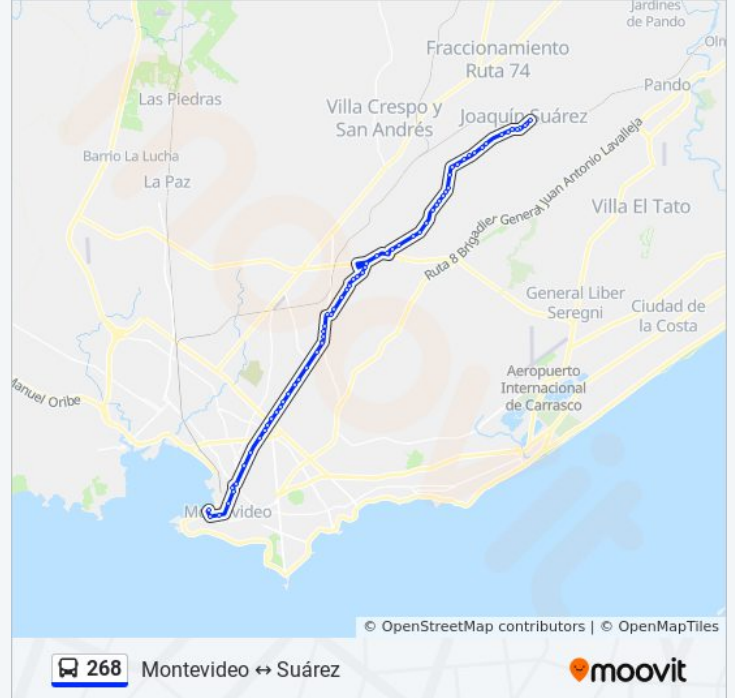 Jardines
de Pando
Oln
Fraccionamiento
Ruta 74
Pando
Las Piedras
Villa Crespo y
San Andrés
Joaquín Suárez
Barrio La Lucha
La Paz
Ruta 8 Brigadier General Juan Antonio Lavalleja
Villa El Tato
General Liber
Seregni
Ciudad de
la Costa
Aeropuerto
Internacional
de Carrasco
Manuel Oribe
Montevideo
© OpenStreetMap contributors | © OpenMapTiles
268 Montevideo ↔ Suárez
moovit